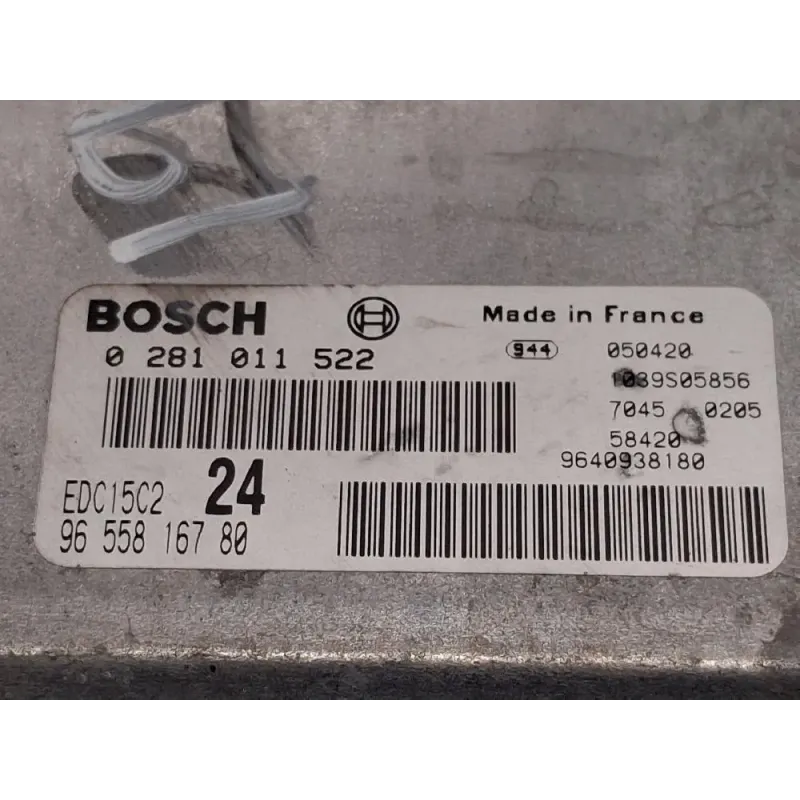 BOSCH Made in France
0 281 011 522 944 050420
1039S05856
7045 0205
58420
9640938180
EDC15C2 24
96 558 167 80